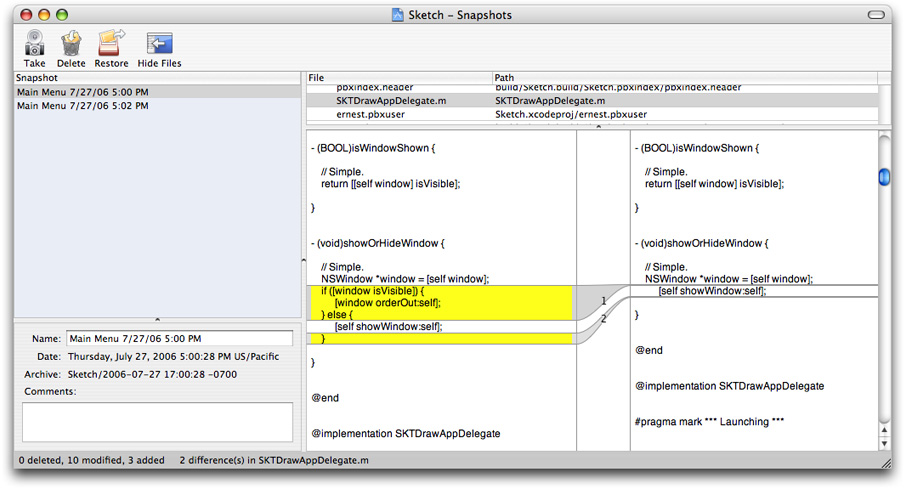 Sketch – Snapshots
Take Delete Restore Hide Files
Snapshot
Main Menu 7/27/06 5:00 PM
Main Menu 7/27/06 5:02 PM
Name: Main Menu 7/27/06 5:00 PM
Date: Thursday, July 27, 2006 5:00:28 PM US/Pacific
Archive: Sketch/2006-07-27 17:00:28 -0700
Comments:
File Path
pbxindex.header build/Sketch.build/Sketch.pbxindex/pbxindex.header
SKTDrawAppDelegate.m SKTDrawAppDelegate.m
ernest.pbxuser Sketch.xcodeproj/ernest.pbxuser
- (BOOL)isWindowShown {
// Simple.
return [[self window] isVisible];
}
- (void)showOrHideWindow {
// Simple.
NSWindow *window = [self window];
if ([window isVisible]) {
[window orderOut:self];
} else {
[self showWindow:self];
}
}
@end
@implementation SKTDrawAppDelegate
1
2
- (BOOL)isWindowShown {
// Simple.
return [[self window] isVisible];
}
- (void)showOrHideWindow {
// Simple.
NSWindow *window = [self window];
[self showWindow:self];
}
@end
@implementation SKTDrawAppDelegate
#pragma mark *** Launching ***
0 deleted, 10 modified, 3 added 2 difference(s) in SKTDrawAppDelegate.m